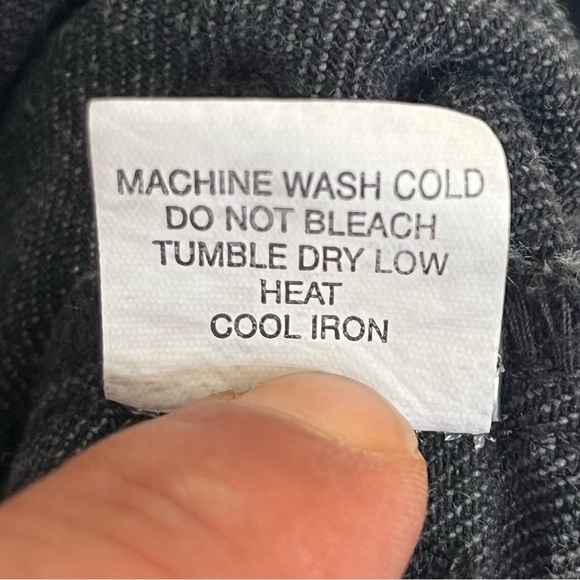 MACHINE WASH COLD
DO NOT BLEACH
TUMBLE DRY LOW
HEAT
COOL IRON